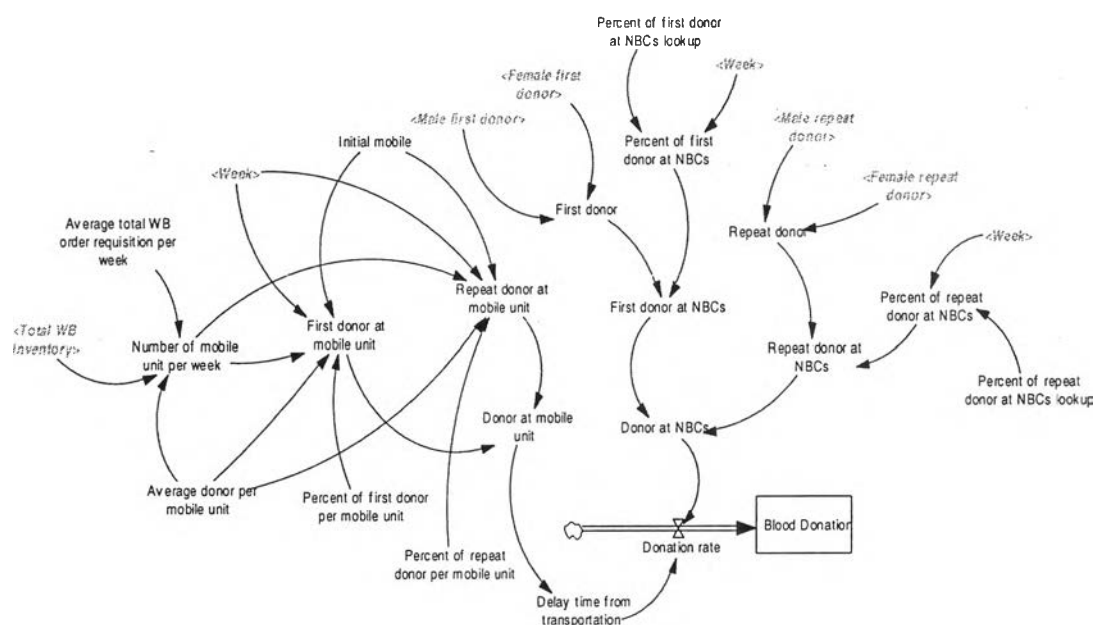 Percent of first donor
at NBCs lookup
<Female first
donor>
<Week>
<Male first donor>
<Male repeat
donor>
Initial mobile
Percent of first
donor at NBCs
<Week>
<Female repeat
donor>
First donor
Average total WB
order requisition per
week
Repeat donor
<Week>
Repeat donor at
mobile unit
First donor at NBCs
Percent of repeat
donor at NBCs
First donor at
mobile unit
<Total WB
Inventory>
Number of mobile
unit per week
Repeat donor at
NBCs
Percent of repeat
donor at NBCs lookup
Donor at mobile
unit
Donor at NBCs
Average donor per
mobile unit
Percent of first donor
per mobile unit
Blood Donation
Donation rate
Percent of repeat
donor per mobile unit
Delay time from
transportation